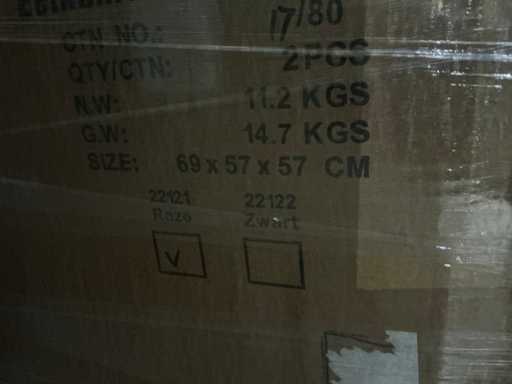 17/80
CTN NO.:
QTY/CTN: 2PCS
N.W: 11.2 KGS
G.W: 14.7 KGS
SIZE: 69 x 57 x 57 CM
22121 22122
Roze Zwart
V